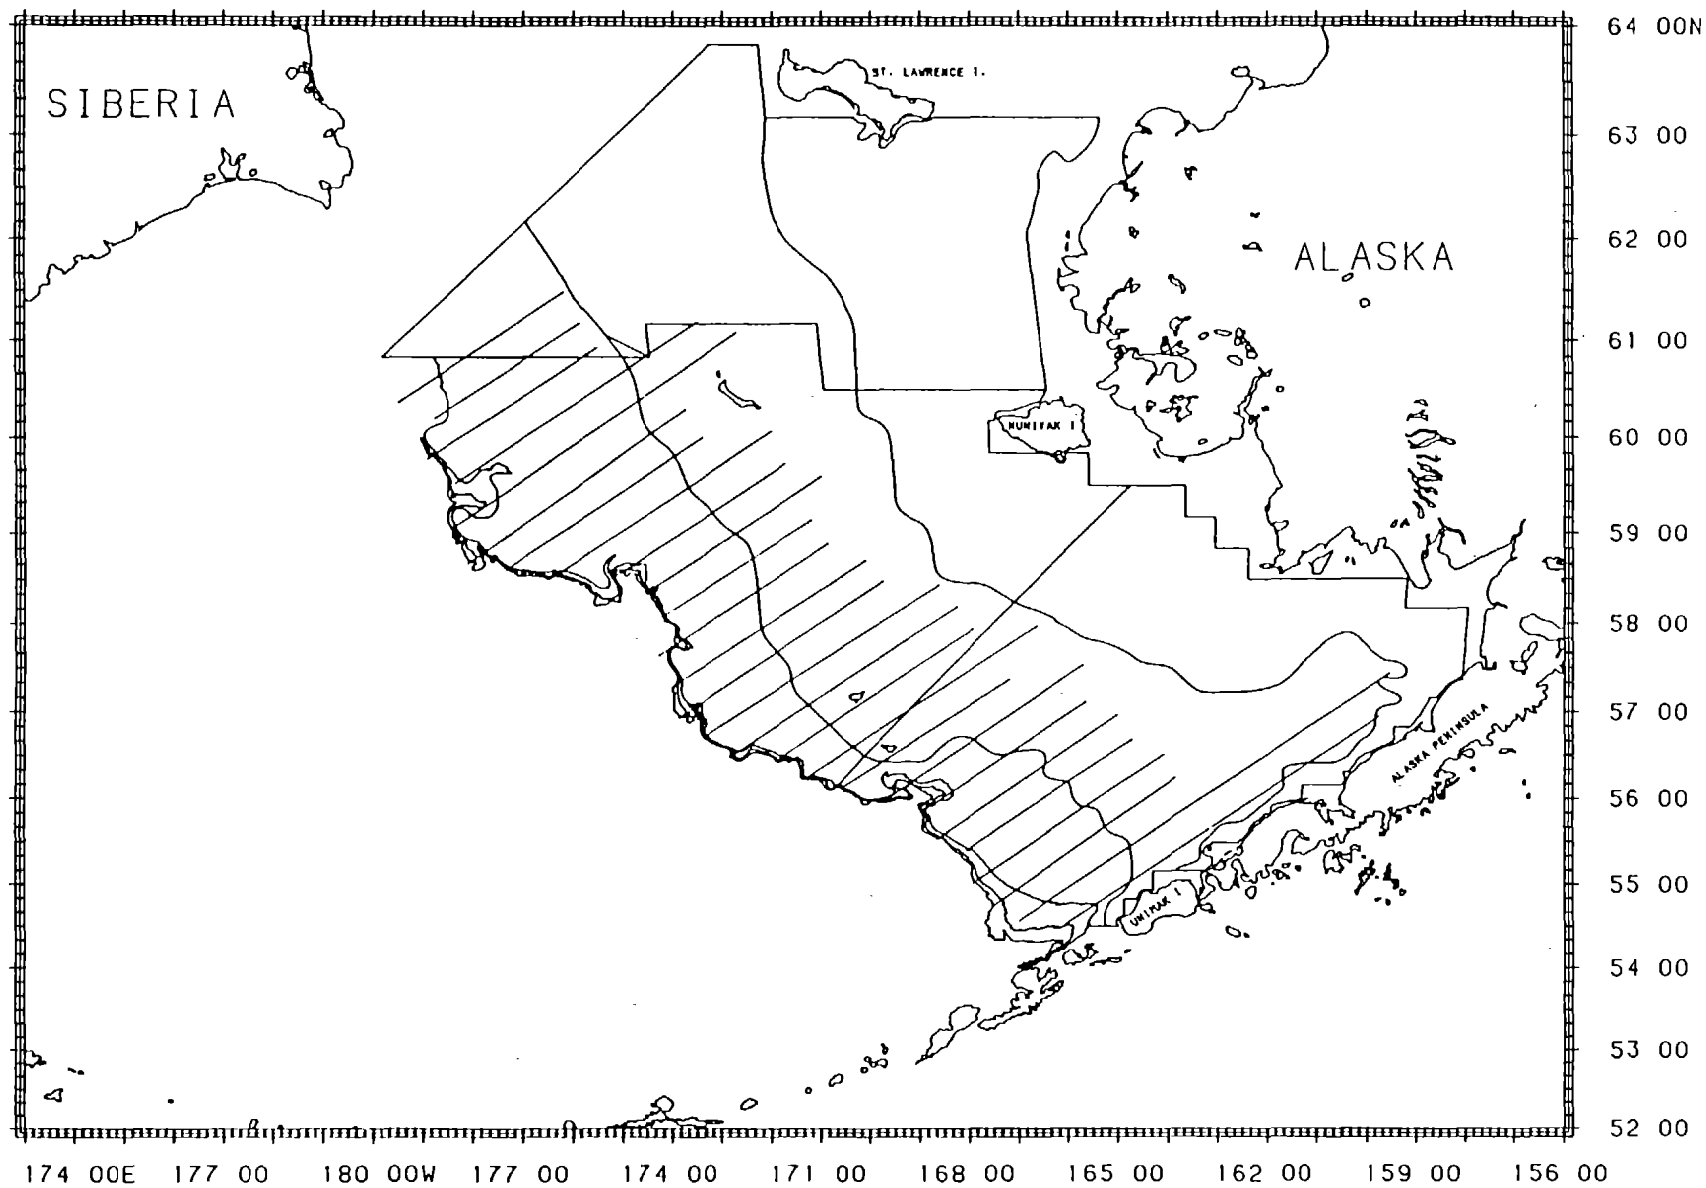 64 00N
ST. LAWRENCE I.
SIBERIA
63 00
62 00
ALASKA
61 00
NUNIVAK I
60 00
59 00
58 00
57 00
ALASKA PENINSULA
56 00
55 00
UNIMAK I
54 00
53 00
52 00
174 00E 177 00 180 00W 177 00 174 00 171 00 168 00 165 00 162 00 159 00 156 00